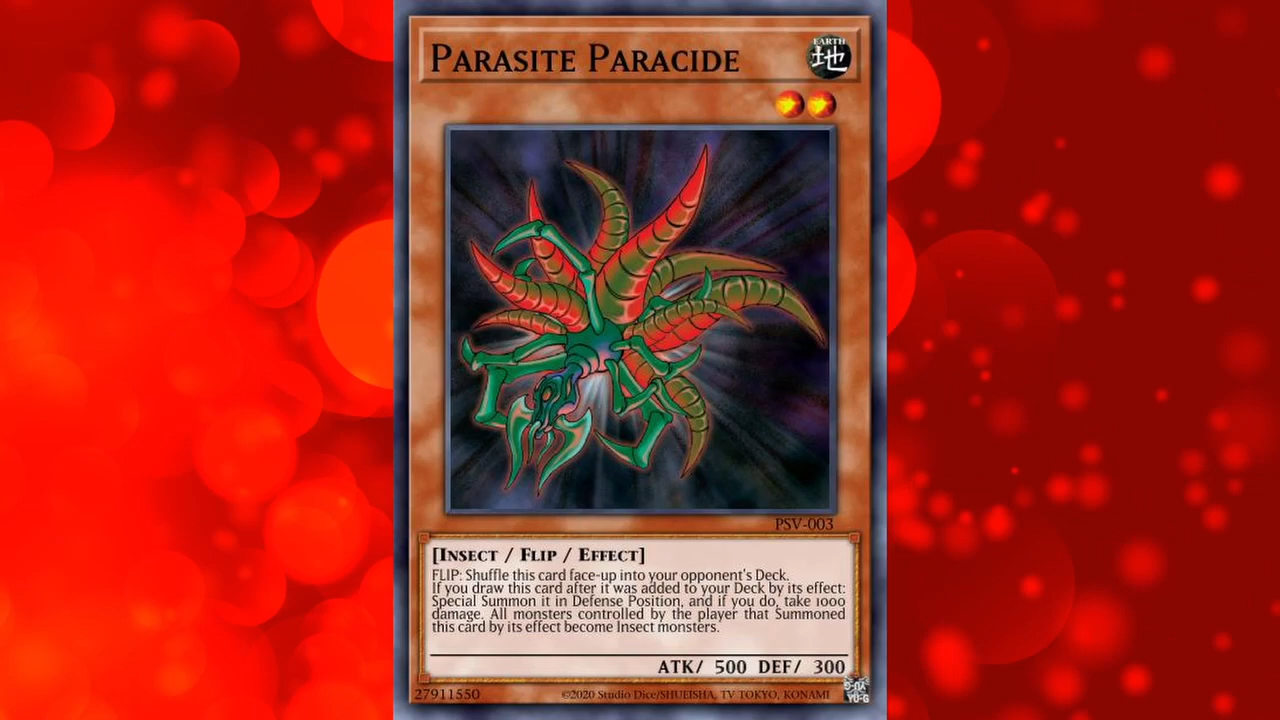 PARASITE PARACIDE
EARTH
地
PSV-003
[INSECT / FLIP / EFFECT]
FLIP: Shuffle this card face-up into your opponent's Deck.
If you draw this card after it was added to your Deck by its effect:
Special Summon it in Defense Position, and if you do, take 1000
damage. All monsters controlled by the player that Summoned
this card by its effect become Insect monsters.
ATK/ 500 DEF/ 300
27911550
©2020 Studio Dice/SHUEISHA, TV TOKYO, KONAMI